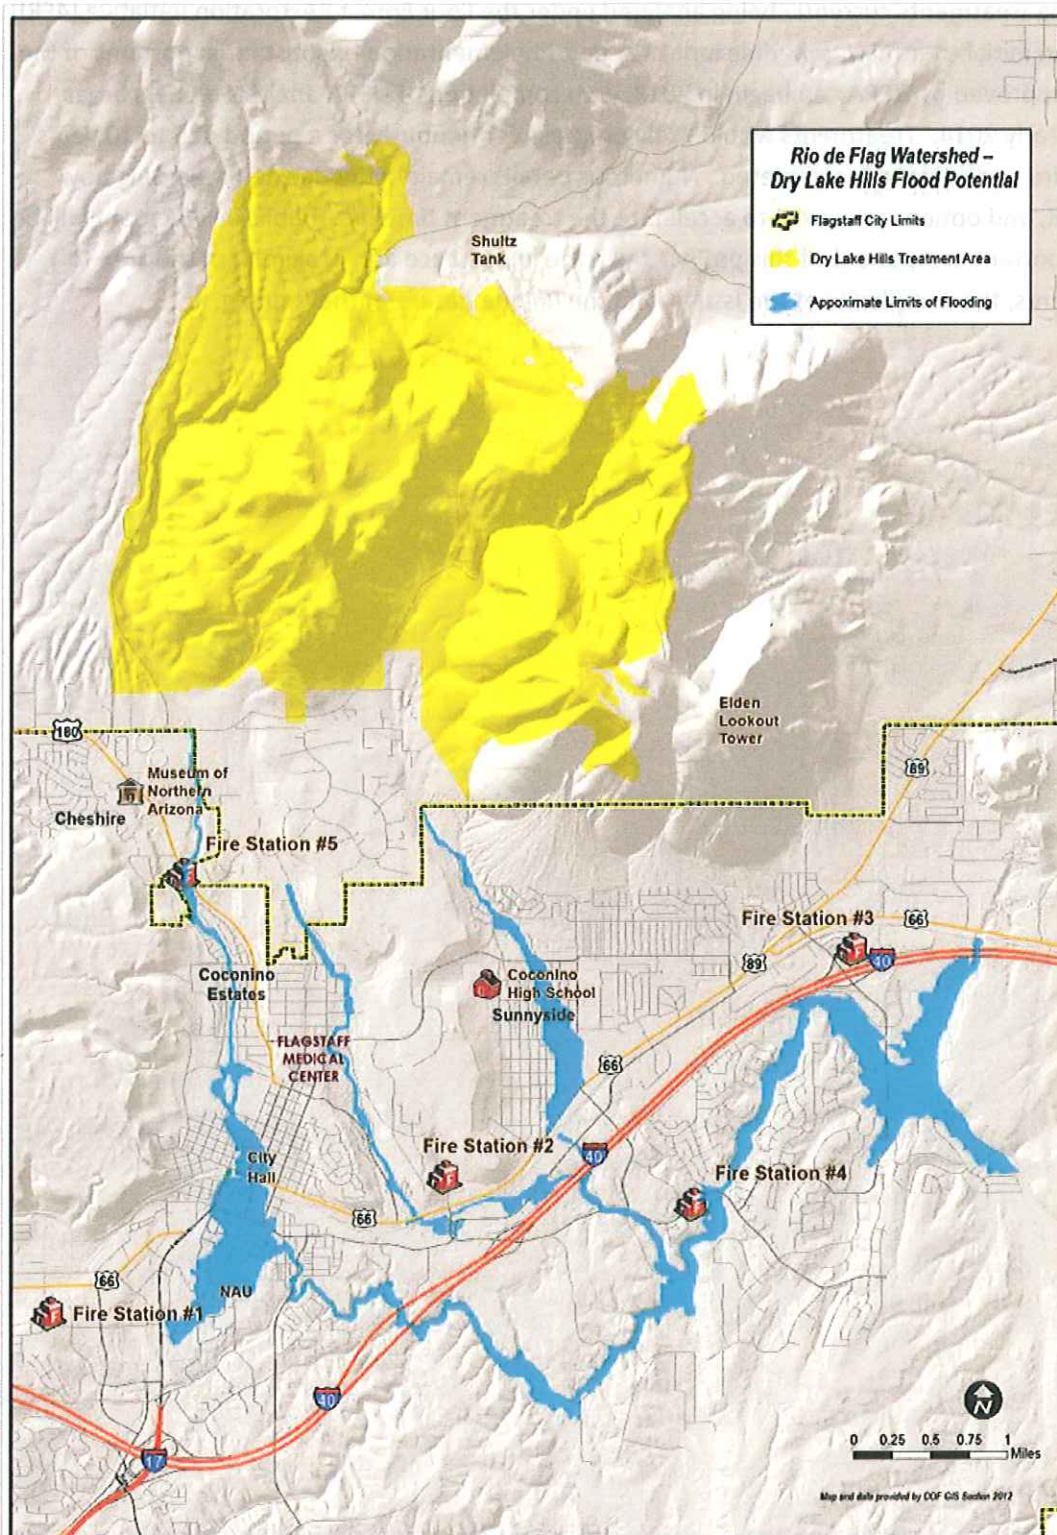 Rio de Flag Watershed –
Dry Lake Hills Flood Potential
Flagstaff City Limits
Dry Lake Hills Treatment Area
Appoximate Limits of Flooding
Shultz
Tank
Elden
Lookout
Tower
180
89
Museum of
Northern
Arizona
Cheshire
Fire Station #5
Fire Station #3
66
89
40
Coconino
Estates
Coconino
High School
Sunnyside
FLAGSTAFF
MEDICAL
CENTER
66
Fire Station #2
40
City
Hall
Fire Station #4
66
66
NAU
Fire Station #1
40
17
N
0 0.25 0.5 0.75 1
Miles
Map and data provided by COF GIS Section 2012